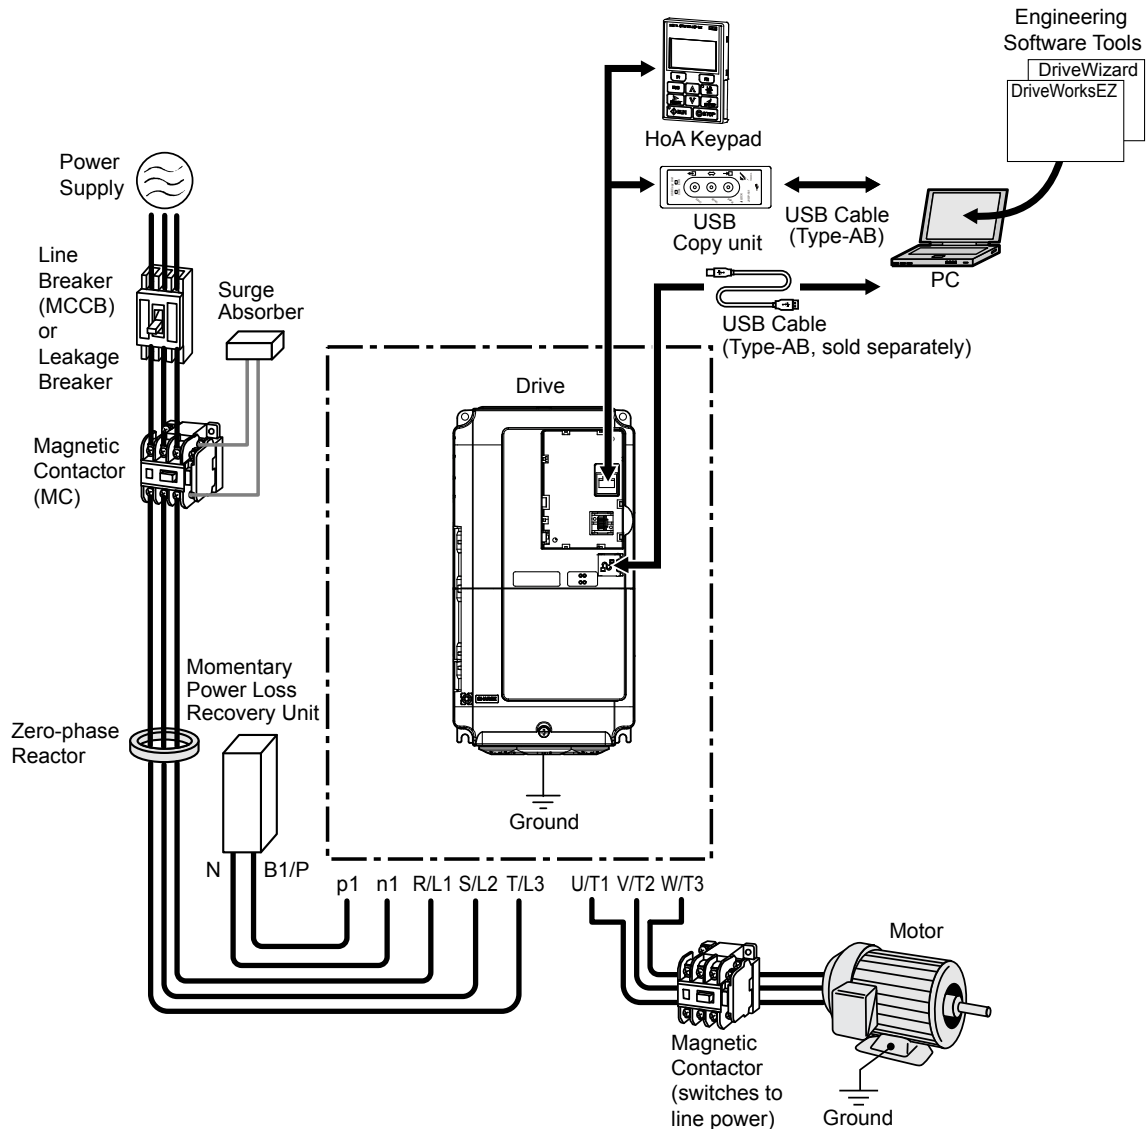 Engineering
Software Tools
DriveWizard
DriveWorksEZ
HoA Keypad
Power
Supply
USB
Copy unit
USB Cable
(Type-AB)
PC
Line
Breaker
(MCCB)
or
Leakage
Breaker
Surge
Absorber
USB Cable
(Type-AB, sold separately)
Drive
Magnetic
Contactor
(MC)
Momentary
Power Loss
Recovery Unit
Zero-phase
Reactor
Ground
N
B1/P
p1
n1
R/L1
S/L2
T/L3
U/T1
V/T2
W/T3
Motor
Magnetic
Contactor
(switches to
line power)
Ground